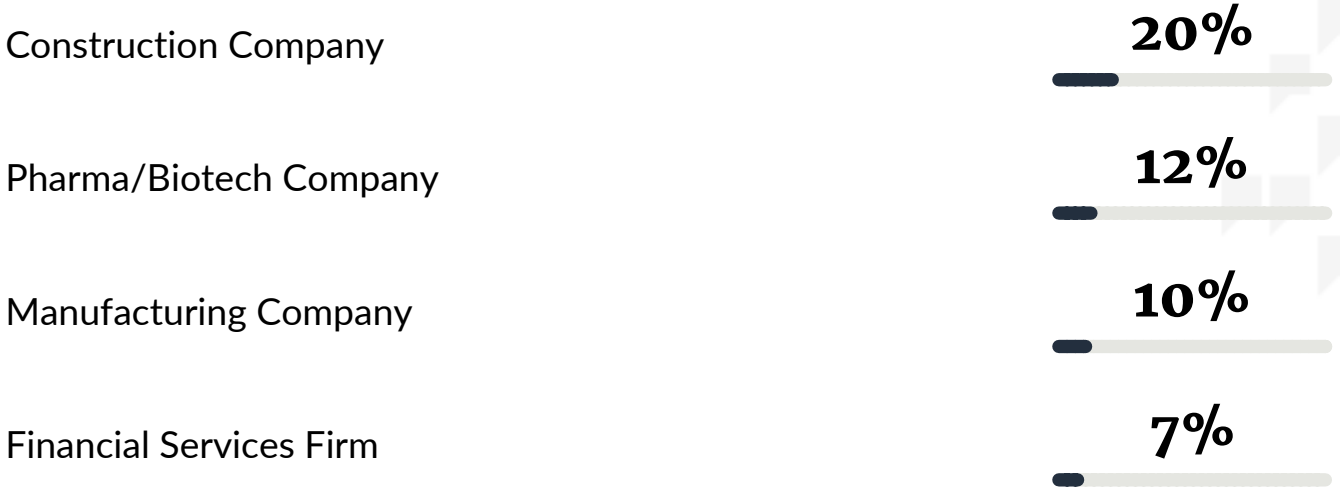 Construction Company 20%
Pharma/Biotech Company 12%
Manufacturing Company 10%
Financial Services Firm 7%